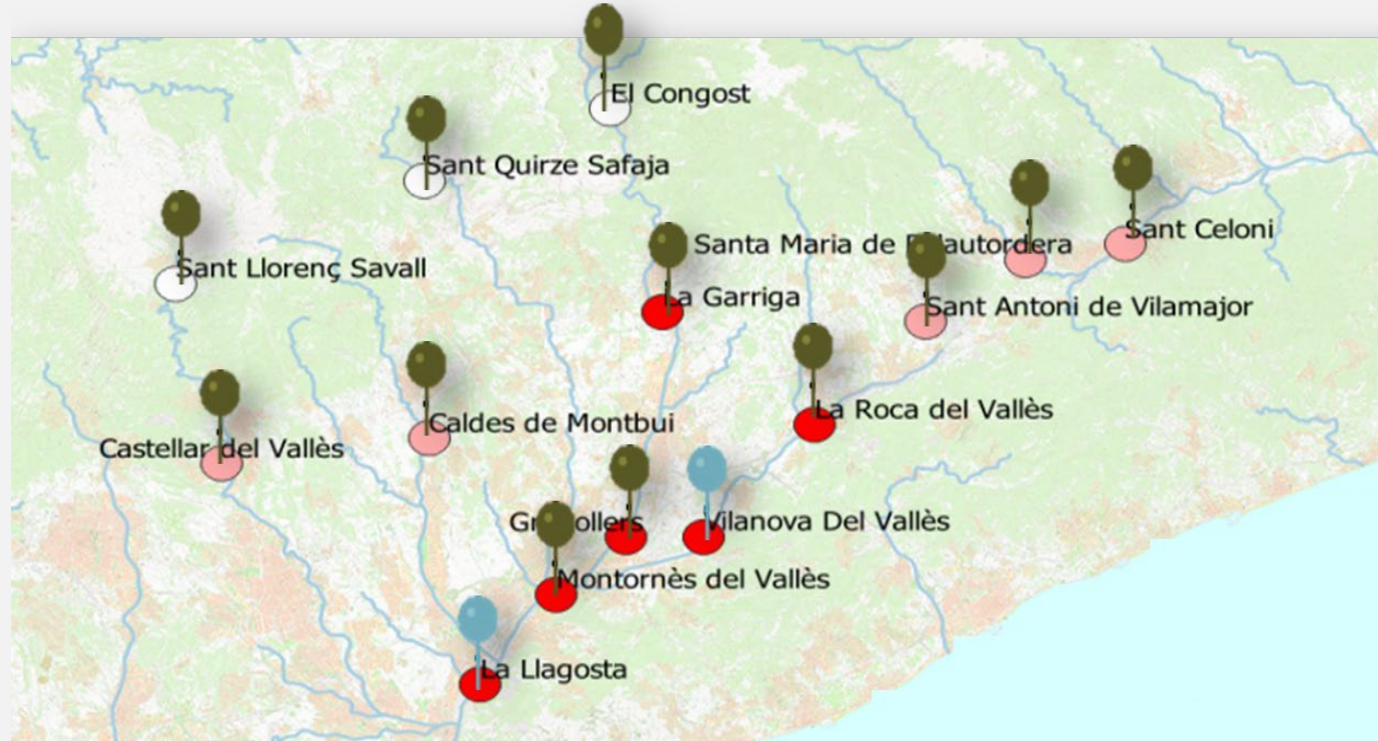 El Congost
Sant Quirze Safaja
Sant Celoni
Santa Maria de
Sant Llorenç Savall
La Garriga
Sant Antoni de Vilamajor
La Roca del Vallès
Caldes de Montbui
Castellar del Vallès
Vilanova Del Vallès
Montornès del Vallès
La Llagosta